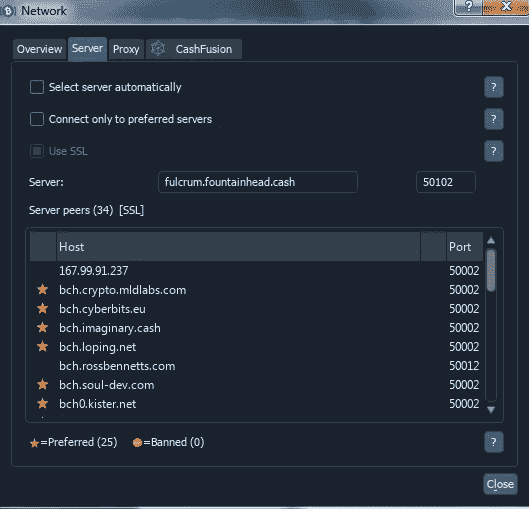 Network
? X
Overview Server Proxy CashFusion
Select server automatically ?
Connect only to preferred servers ?
Use SSL ?
Server: fulcrum.fountainhead.cash 50102
Server peers (34) [SSL]
Host Port
167.99.91.237 50002
★ bch.crypto.mldlabs.com 50002
★ bch.cyberbits.eu 50002
★ bch.imaginary.cash 50002
★ bch.loping.net 50002
bch.rossbennetts.com 50012
★ bch.soul-dev.com 50002
★ bch0.kister.net 50002
★=Preferred (25) =Banned (0) ?
Close